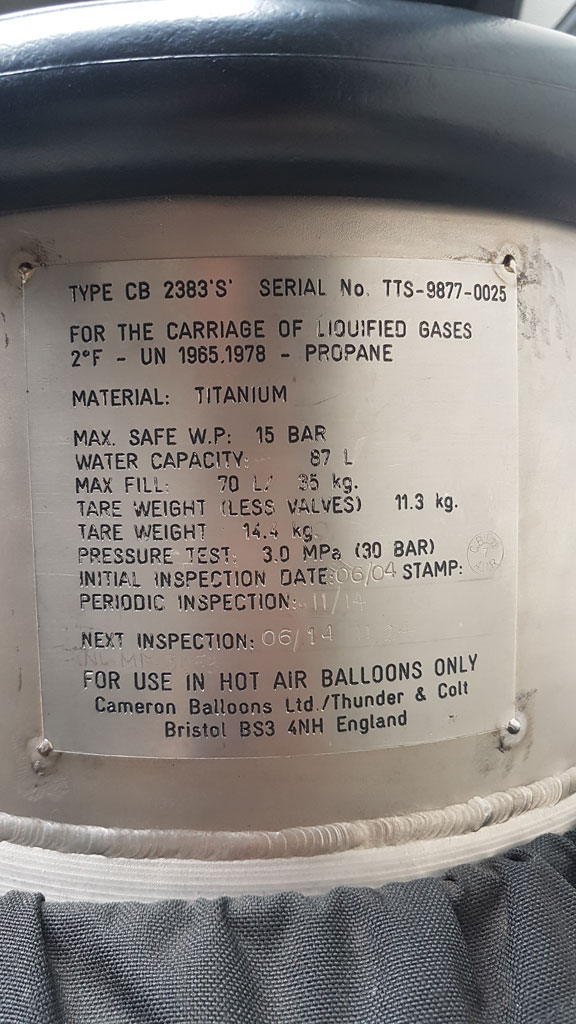 TYPE CB 2383'S' SERIAL No. TTS-9877-0025
FOR THE CARRIAGE OF LIQUIFIED GASES
2°F - UN 1965,1978 - PROPANE
MATERIAL: TITANIUM
MAX. SAFE W.P: 15 BAR
WATER CAPACITY: 87 L
MAX FILL: 70 L/ 35 kg.
TARE WEIGHT (LESS VALVES) 11.3 kg.
TARE WEIGHT 14.4 kg.
PRESSURE TEST: 3.0 MPa (30 BAR)
INITIAL INSPECTION DATE: 06/04 STAMP:
PERIODIC INSPECTION: 11/14
NEXT INSPECTION: 06/14
FOR USE IN HOT AIR BALLOONS ONLY
Cameron Balloons Ltd./Thunder & Colt
Bristol BS3 4NH England